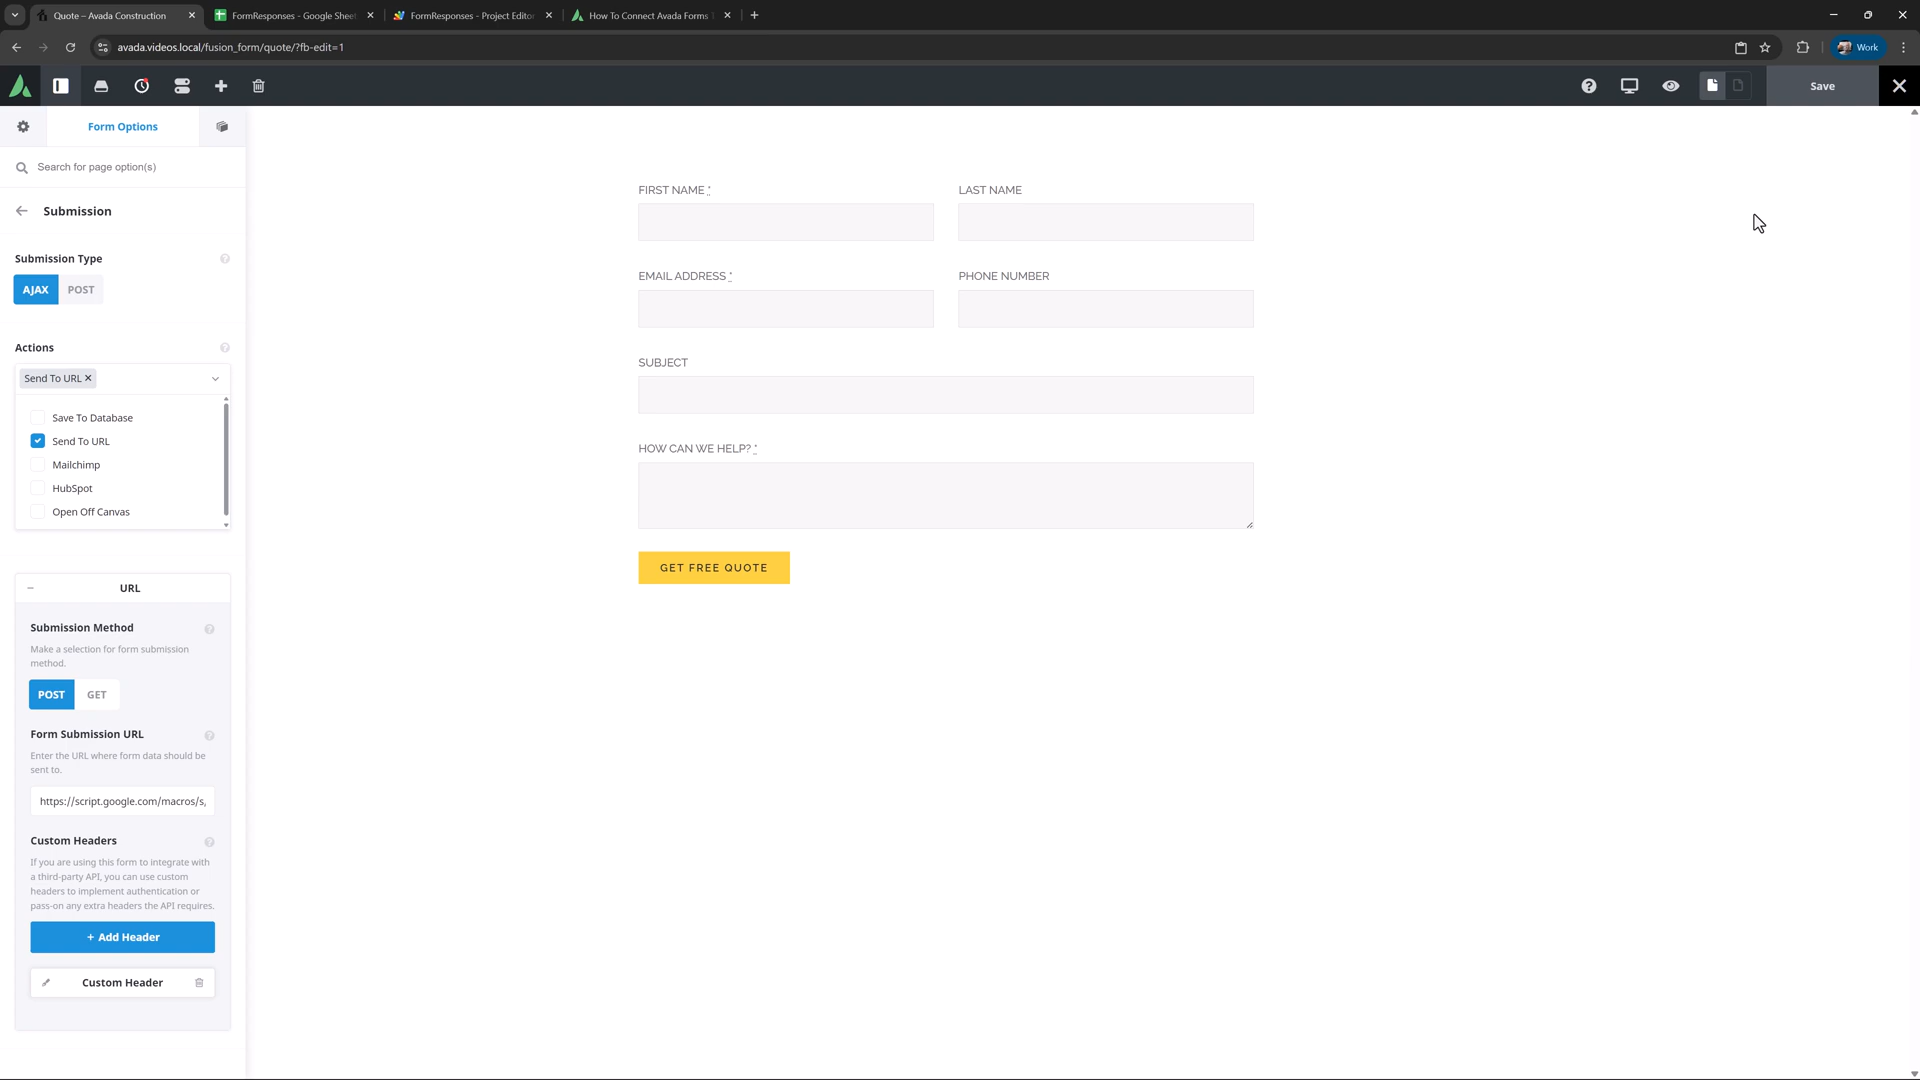 Quote – Avada Construction
FormResponses - Google Sheet
FormResponses - Project Editor
How To Connect Avada Forms
avada.videos.local/fusion_form/quote/?fb-edit=1
Work
Save
Form Options
Search for page option(s)
Submission
Submission Type
AJAX POST
Actions
Send To URL
Save To Database
Send To URL
Mailchimp
HubSpot
Open Off Canvas
URL
Submission Method
Make a selection for form submission
method.
POST GET
Form Submission URL
Enter the URL where form data should be
sent to.
https://script.google.com/macros/s,
Custom Headers
If you are using this form to integrate with
a third-party API, you can use custom
headers to implement authentication or
pass-on any extra headers the API requires.
+ Add Header
Custom Header
FIRST NAME * LAST NAME
EMAIL ADDRESS * PHONE NUMBER
SUBJECT
HOW CAN WE HELP? *
GET FREE QUOTE